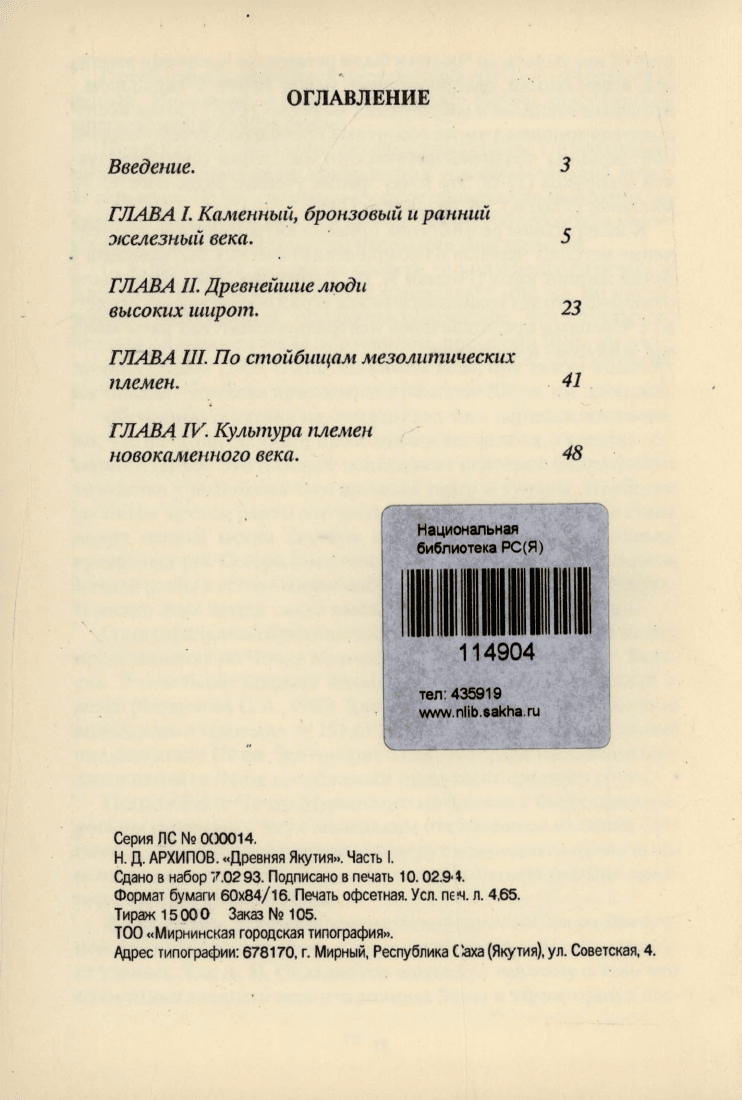 ОГЛАВЛЕНИЕ
Введение. 3
ГЛАВА I. Каменный, бронзовый и ранний
железный века. 5
ГЛАВА II. Древнейшие люди
высоких широт. 23
ГЛАВА III. По стойбищам мезолитических
племен. 41
ГЛАВА IV. Культура племен
новокаменного века. 48
Национальная
библиотека РС(Я)
114904
тел: 435919
www.nlib.sakha.ru
Серия ЛС № 000014.
Н. Д. АРХИПОВ. «Древняя Якутия». Часть I.
Сдано в набор 7.02 93. Подписано в печать 10. 02.94.
Формат бумаги 60х84/16. Печать офсетная. Усл. печ. л. 4,65.
Тираж 15 000 Заказ № 105.
ТОО «Мирнинская городская типография».
Адрес типографии: 678170, г. Мирный, Республика Саха (Якутия), ул. Советская, 4.